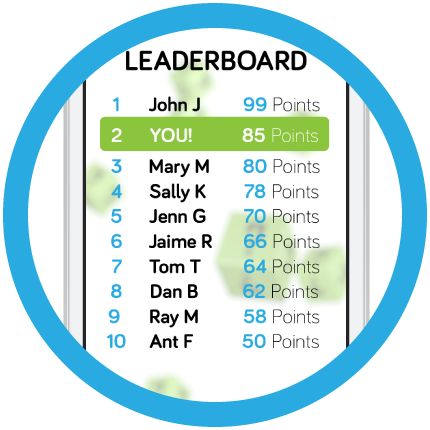 LEADERBOARD
1 John J 99 Points
2 YOU! 85 Points
3 Mary M 80 Points
4 Sally K 78 Points
5 Jenn G 70 Points
6 Jaime R 66 Points
7 Tom T 64 Points
8 Dan B 62 Points
9 Ray M 58 Points
10 Ant F 50 Points